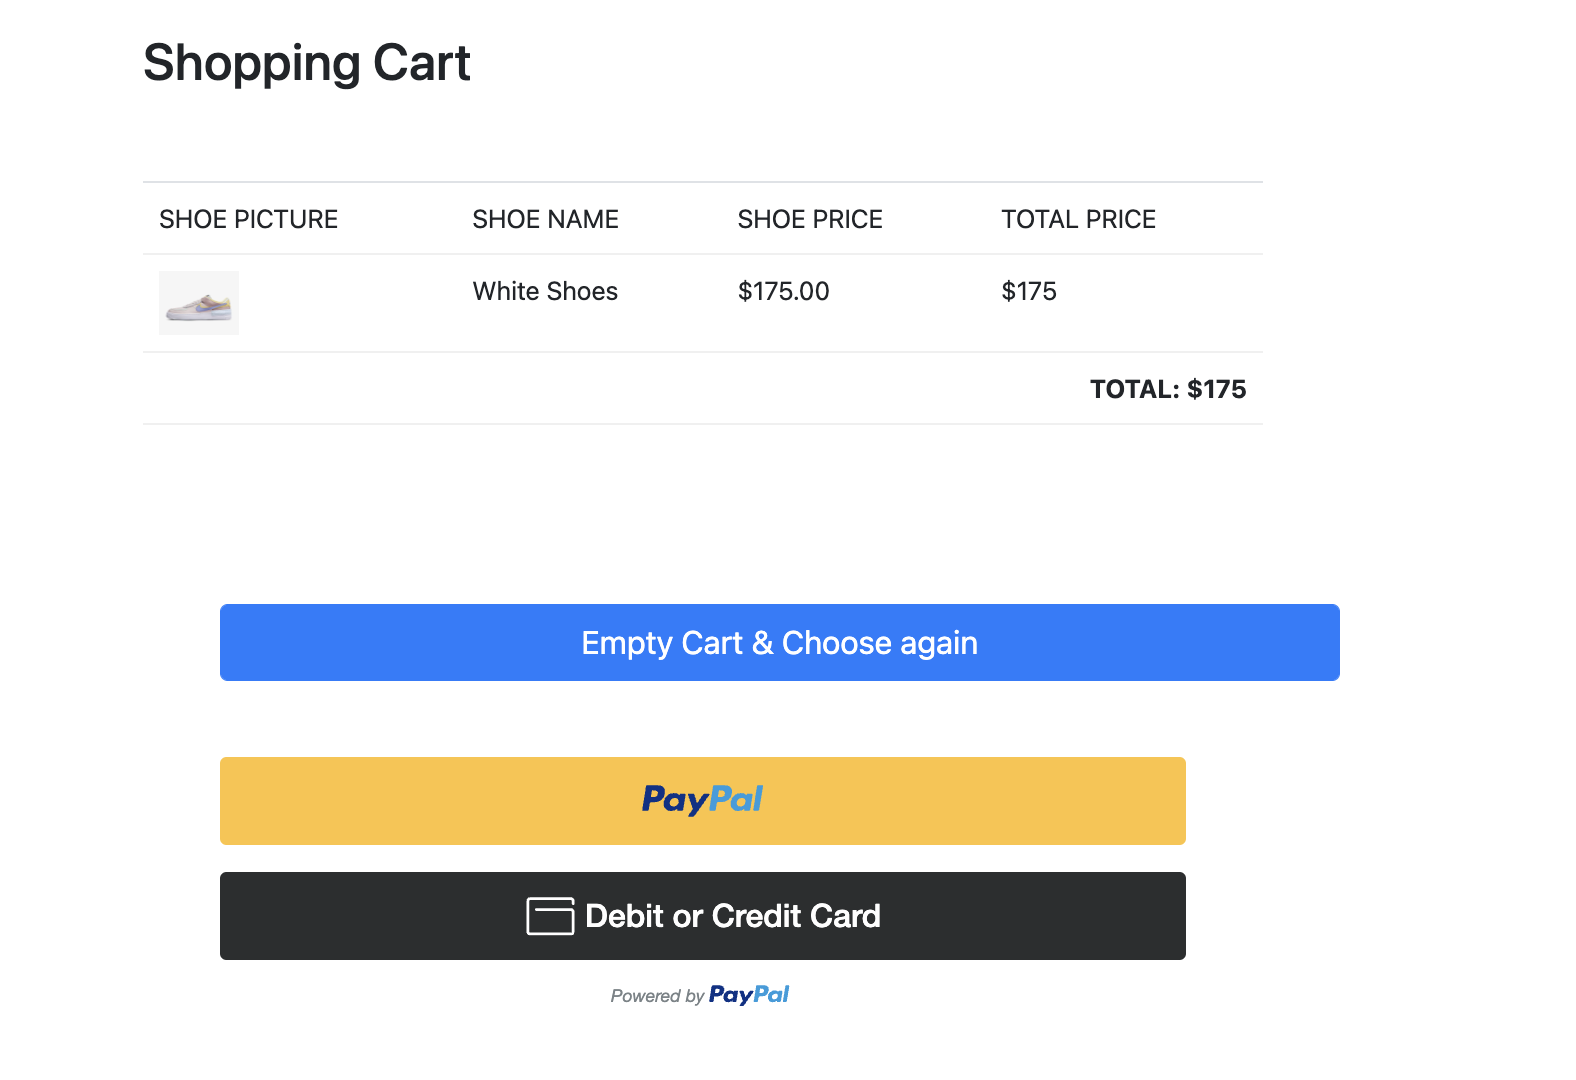 Shopping Cart
SHOE PICTURE SHOE NAME SHOE PRICE TOTAL PRICE
White Shoes $175.00 $175
TOTAL: $175
Empty Cart & Choose again
PayPal
Debit or Credit Card
Powered by PayPal